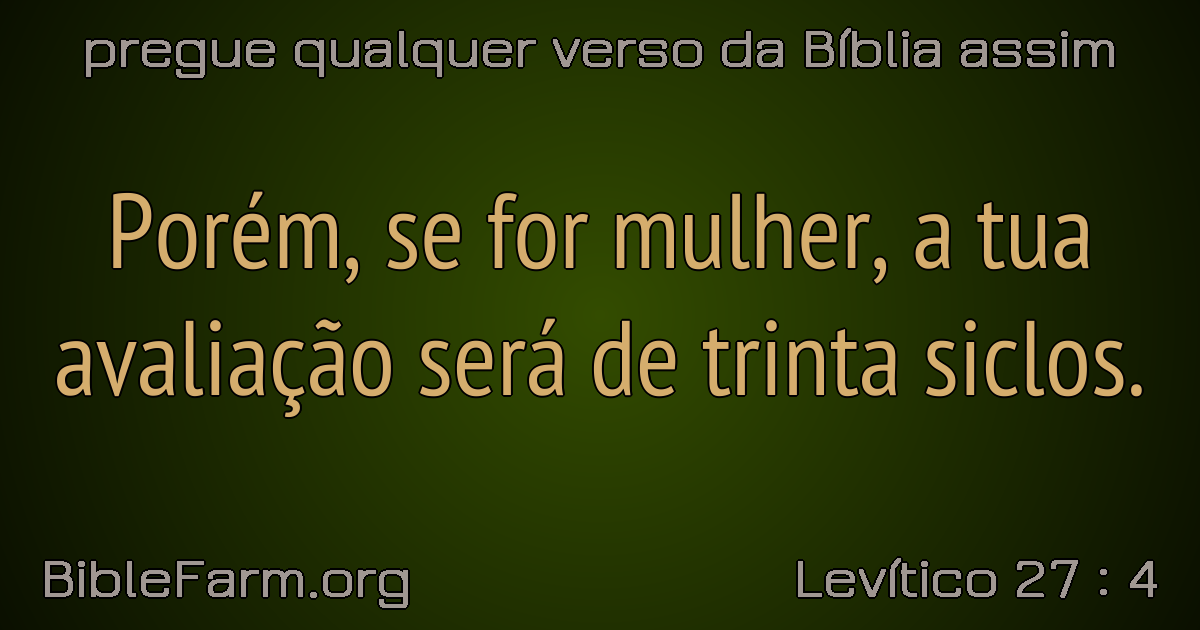 pregue qualquer verso da Bíblia assim
Porém, se for mulher, a tua
avaliação será de trinta siclos.
BibleFarm.org
Levítico 27 : 4